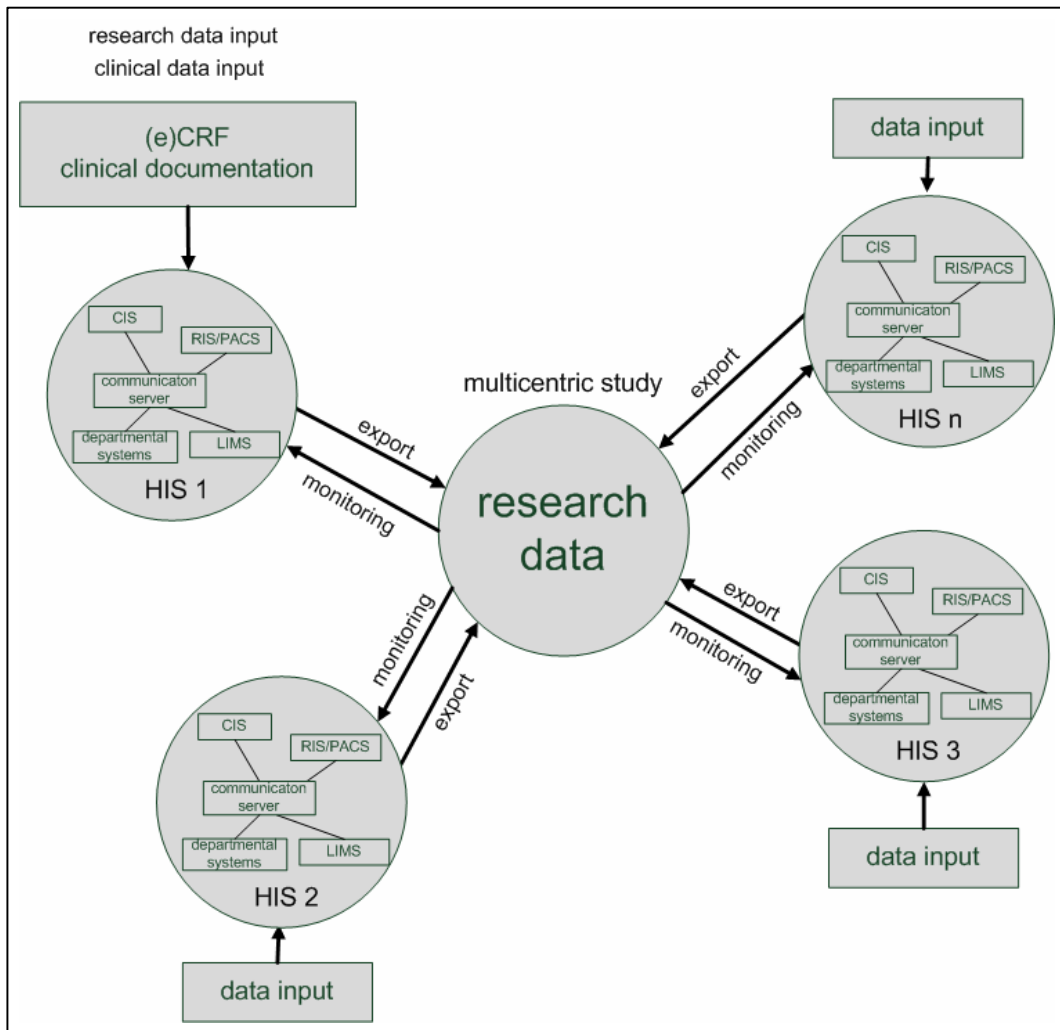 research data input
clinical data input
(e)CRF
clinical documentation
CIS
RIS/PACS
communicaton
server
departmental
systems
LIMS
HIS 1
data input
CIS
RIS/PACS
communicaton
server
departmental
systems
LIMS
HIS n
multicentric study
research
data
export
monitoring
export
monitoring
monitoring
export
export
monitoring
CIS
RIS/PACS
communicaton
server
departmental
systems
LIMS
HIS 3
data input
CIS
RIS/PACS
communicaton
server
departmental
systems
LIMS
HIS 2
data input